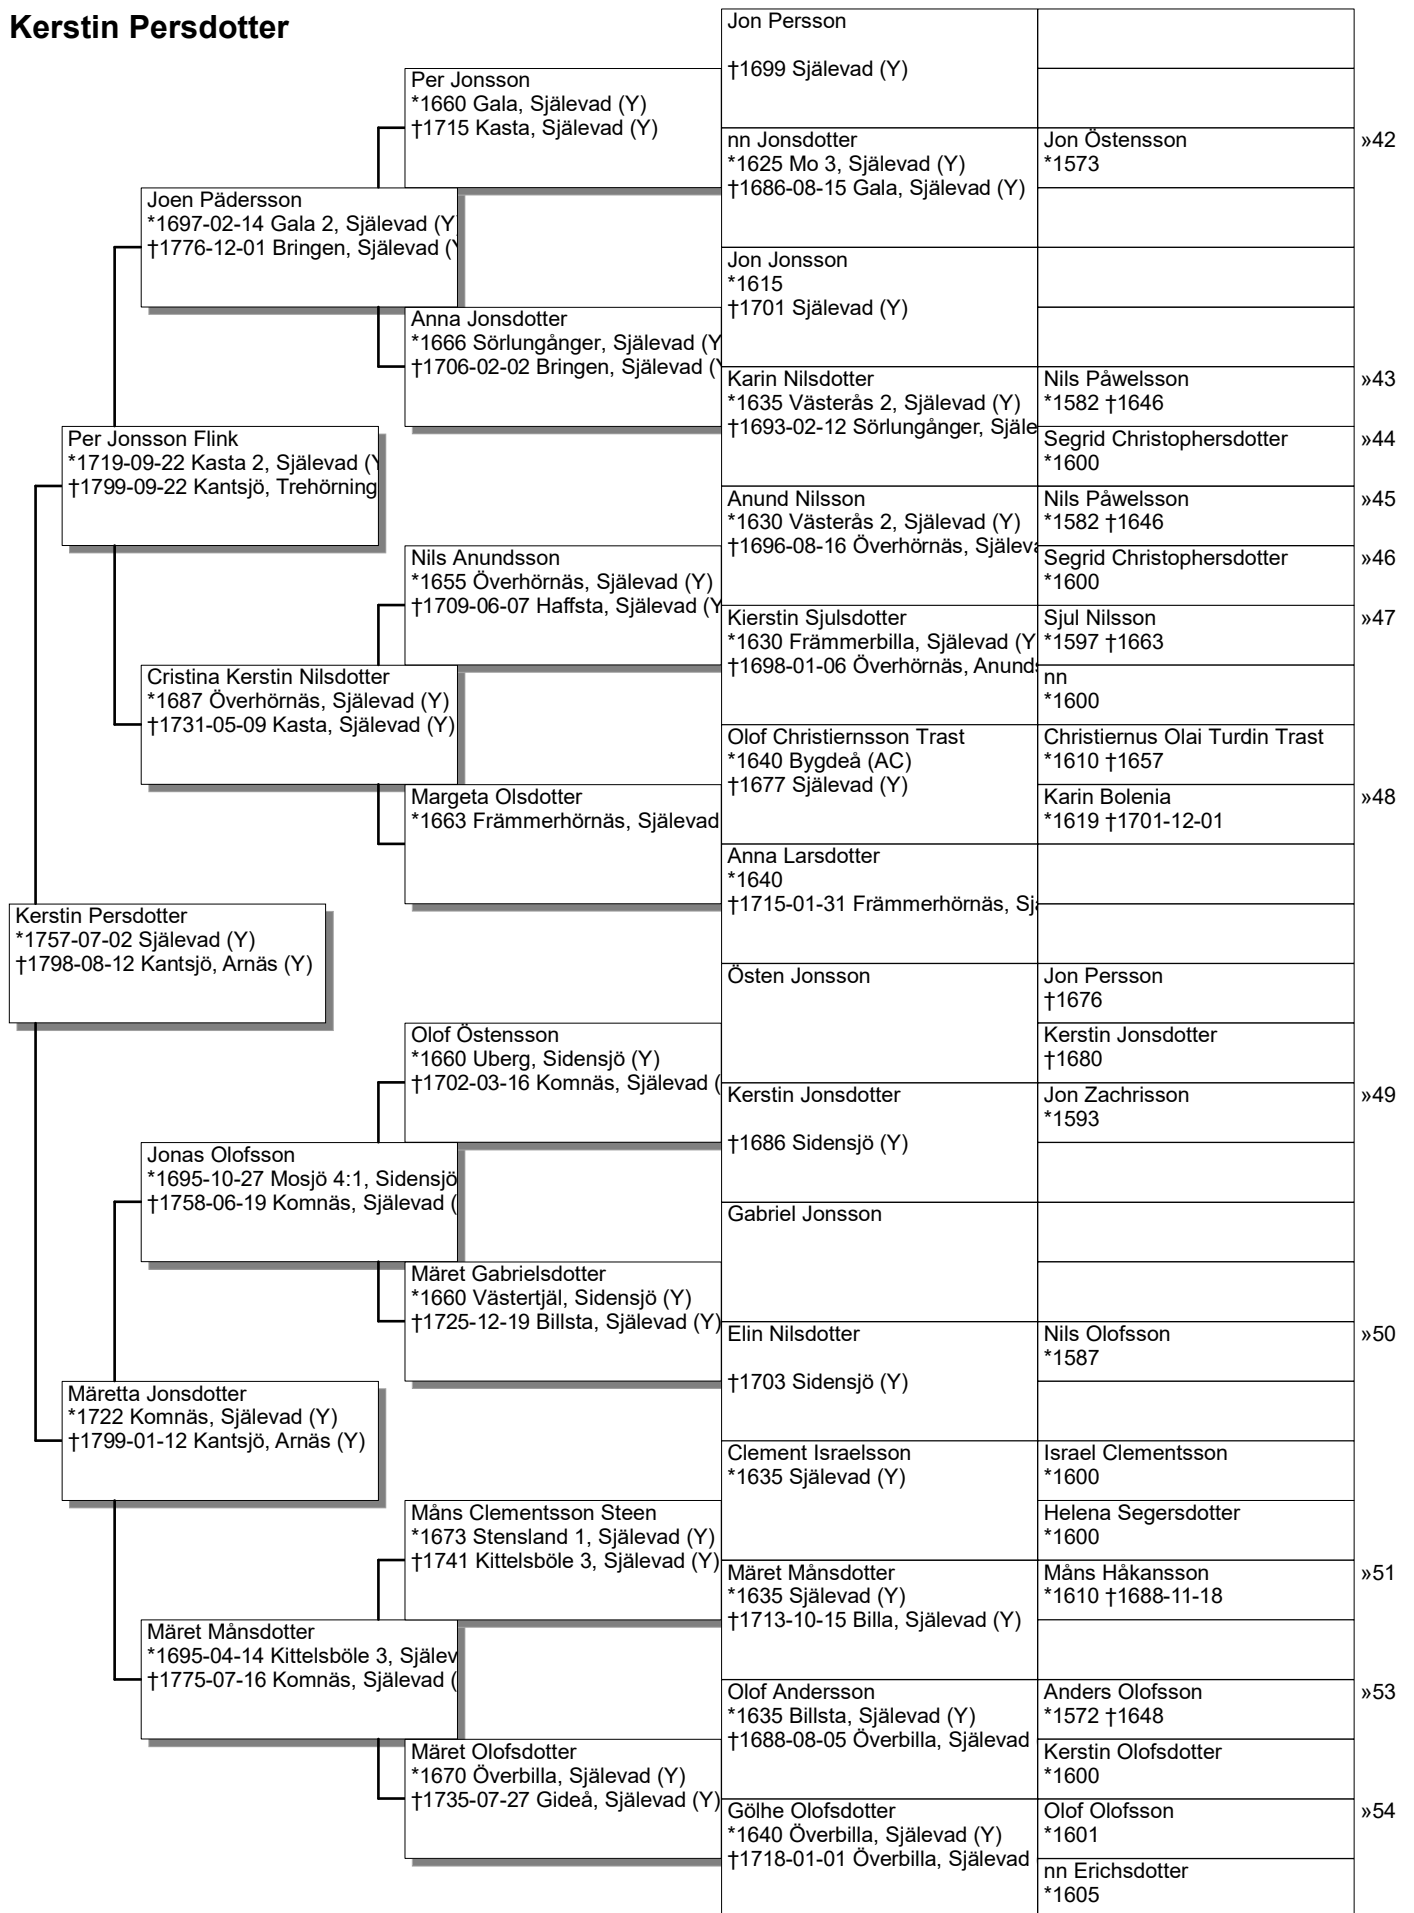 Kerstin Persdotter
Kerstin Persdotter
*1757-07-02 Själevad (Y)
†1798-08-12 Kantsjö, Arnäs (Y)
Per Jonsson Flink
*1719-09-22 Kasta 2, Själevad (Y
†1799-09-22 Kantsjö, Trehörning
Märetta Jonsdotter
*1722 Komnäs, Själevad (Y)
†1799-01-12 Kantsjö, Arnäs (Y)
Joen Pädersson
*1697-02-14 Gala 2, Själevad (Y
†1776-12-01 Bringen, Själevad (Y
Cristina Kerstin Nilsdotter
*1687 Överhörnäs, Själevad (Y)
†1731-05-09 Kasta, Själevad (Y)
Jonas Olofsson
*1695-10-27 Mosjö 4:1, Sidensjö
†1758-06-19 Komnäs, Själevad (
Märet Månsdotter
*1695-04-14 Kittelsböle 3, Själev
†1775-07-16 Komnäs, Själevad (
Per Jonsson
*1660 Gala, Själevad (Y)
†1715 Kasta, Själevad (Y)
Anna Jonsdotter
*1666 Sörlungånger, Själevad (Y
†1706-02-02 Bringen, Själevad (Y
Nils Anundsson
*1655 Överhörnäs, Själevad (Y)
†1709-06-07 Haffsta, Själevad (Y
Margeta Olsdotter
*1663 Främmerhörnäs, Själevad
Olof Östensson
*1660 Uberg, Sidensjö (Y)
†1702-03-16 Komnäs, Själevad (
Märet Gabrielsdotter
*1660 Västertjäl, Sidensjö (Y)
†1725-12-19 Billsta, Själevad (Y)
Måns Clementsson Steen
*1673 Stensland 1, Själevad (Y)
†1741 Kittelsböle 3, Själevad (Y)
Märet Olofsdotter
*1670 Överbilla, Själevad (Y)
†1735-07-27 Gideå, Själevad (Y)
Jon Persson
†1699 Själevad (Y)
nn Jonsdotter
*1625 Mo 3, Själevad (Y)
†1686-08-15 Gala, Själevad (Y)
Jon Jonsson
*1615
†1701 Själevad (Y)
Karin Nilsdotter
*1635 Västerås 2, Själevad (Y)
†1693-02-12 Sörlungånger, Själe
Anund Nilsson
*1630 Västerås 2, Själevad (Y)
†1696-08-16 Överhörnäs, Själeva
Kierstin Sjulsdotter
*1630 Främmerbilla, Själevad (Y
†1698-01-06 Överhörnäs, Anunds
Olof Christiernsson Trast
*1640 Bygdeå (AC)
†1677 Själevad (Y)
Anna Larsdotter
*1640
†1715-01-31 Främmerhörnäs, Sjä
Östen Jonsson
Kerstin Jonsdotter
†1686 Sidensjö (Y)
Gabriel Jonsson
Elin Nilsdotter
†1703 Sidensjö (Y)
Clement Israelsson
*1635 Själevad (Y)
Märet Månsdotter
*1635 Själevad (Y)
†1713-10-15 Billa, Själevad (Y)
Olof Andersson
*1635 Billsta, Själevad (Y)
†1688-08-05 Överbilla, Själevad
Gölhe Olofsdotter
*1640 Överbilla, Själevad (Y)
†1718-01-01 Överbilla, Själevad
Jon Östensson »42
*1573
Nils Påwelsson »43
*1582 †1646
Segrid Christophersdotter »44
*1600
Nils Påwelsson »45
*1582 †1646
Segrid Christophersdotter »46
*1600
Sjul Nilsson »47
*1597 †1663
nn
*1600
Christiernus Olai Turdin Trast
*1610 †1657
Karin Bolenia »48
*1619 †1701-12-01
Jon Persson
†1676
Kerstin Jonsdotter
†1680
Jon Zachrisson »49
*1593
Nils Olofsson »50
*1587
Israel Clementsson
*1600
Helena Segersdotter
*1600
Måns Håkansson »51
*1610 †1688-11-18
Anders Olofsson »53
*1572 †1648
Kerstin Olofsdotter
*1600
Olof Olofsson »54
*1601
nn Erichsdotter
*1605